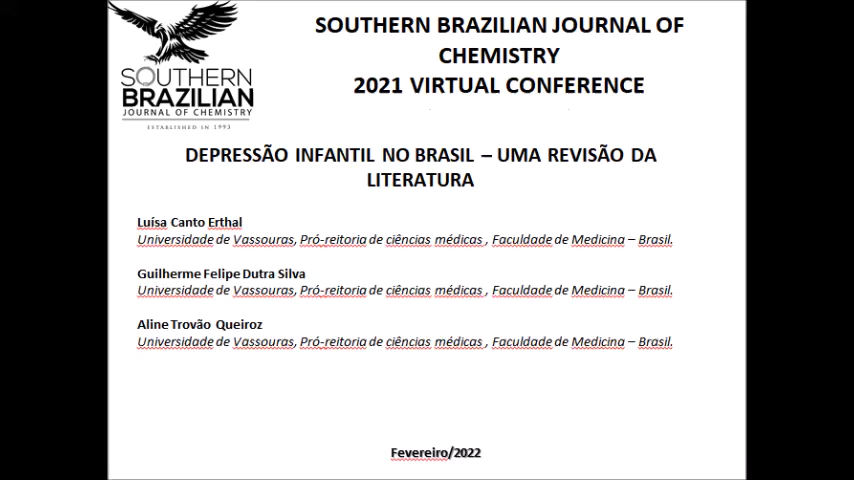 SOUTHERN
BRAZILIAN
JOURNAL OF CHEMISTRY
ESTABLISHED IN 1993
SOUTHERN BRAZILIAN JOURNAL OF
CHEMISTRY
2021 VIRTUAL CONFERENCE
DEPRESSÃO INFANTIL NO BRASIL – UMA REVISÃO DA
LITERATURA
Luísa Canto Erthal
Universidade de Vassouras, Pró-reitoria de ciências médicas , Faculdade de Medicina – Brasil.
Guilherme Felipe Dutra Silva
Universidade de Vassouras, Pró-reitoria de ciências médicas , Faculdade de Medicina – Brasil.
Aline Trovão Queiroz
Universidade de Vassouras, Pró-reitoria de ciências médicas , Faculdade de Medicina – Brasil.
Fevereiro/2022